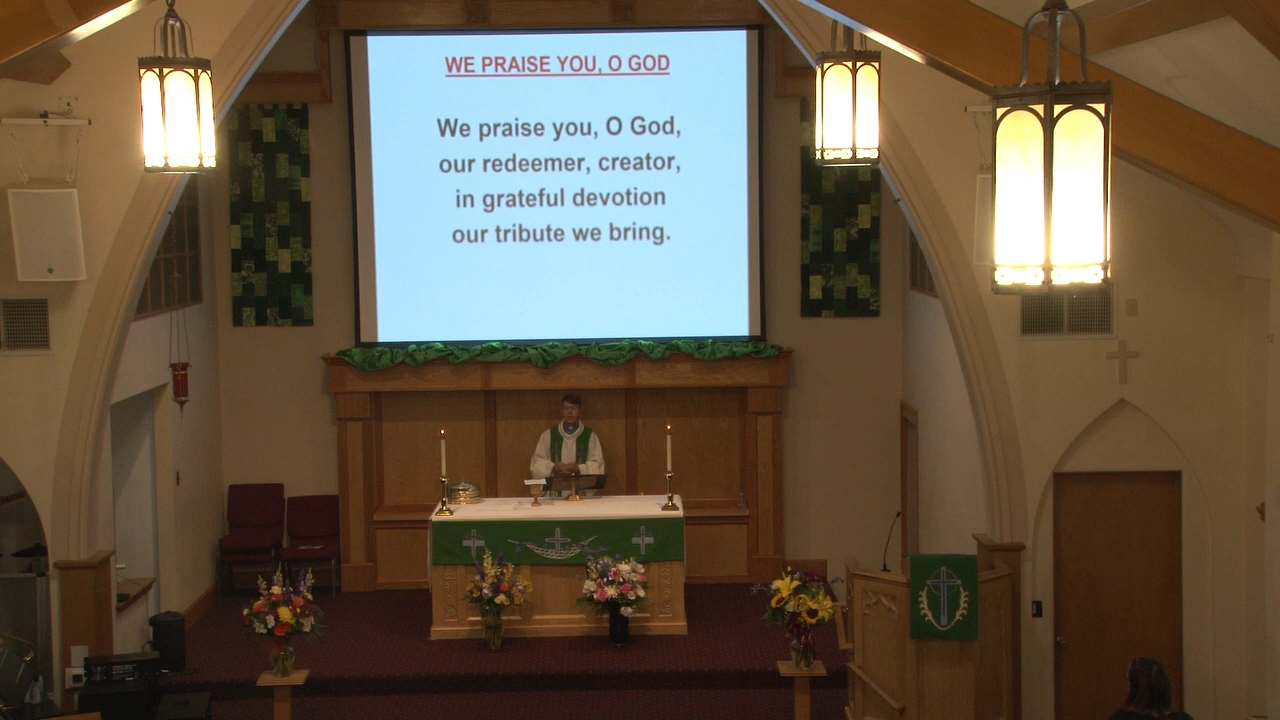 WE PRAISE YOU, O GOD
We praise you, O God,
our redeemer, creator,
in grateful devotion
our tribute we bring.